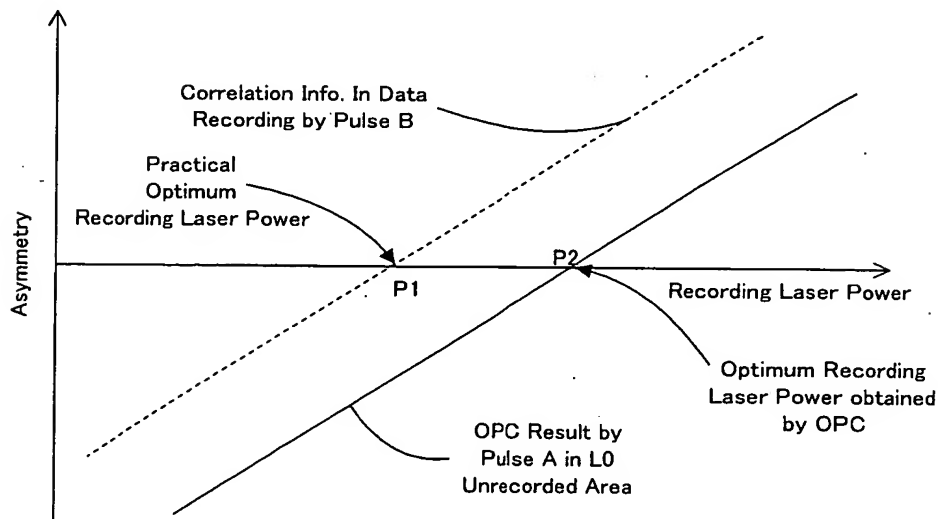 Correlation Info. In Data
Recording by Pulse B
Practical
Optimum
Recording Laser Power
Asymmetry
P1
P2
Recording Laser Power
Optimum Recording
Laser Power obtained
by OPC
OPC Result by
Pulse A in L0
Unrecorded Area